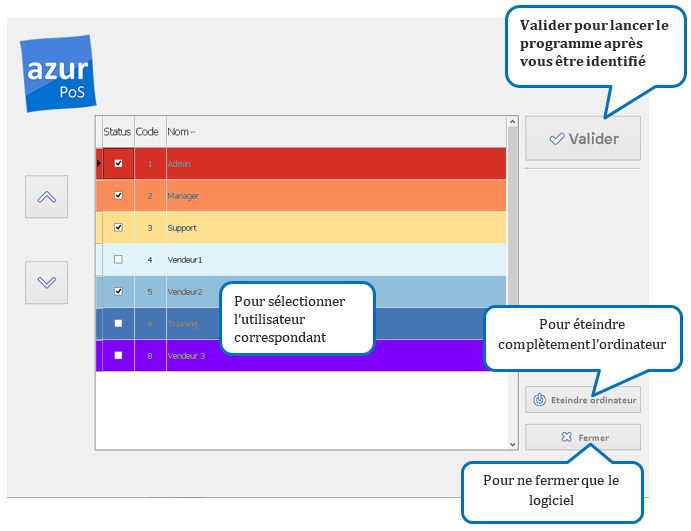 Valider pour lancer le
programme après
vous être identifié
azur
PoS
Status Code Nom
1 Admin
2 Manager
3 Support
4 Vendeur1
5 Vendeur2
6 Training
8 Vendeur 3
Valider
Pour sélectionner
l’utilisateur
correspondant
Pour éteindre
complètement l’ordinateur
Eteindre ordinateur
Fermer
Pour ne fermer que le
logiciel